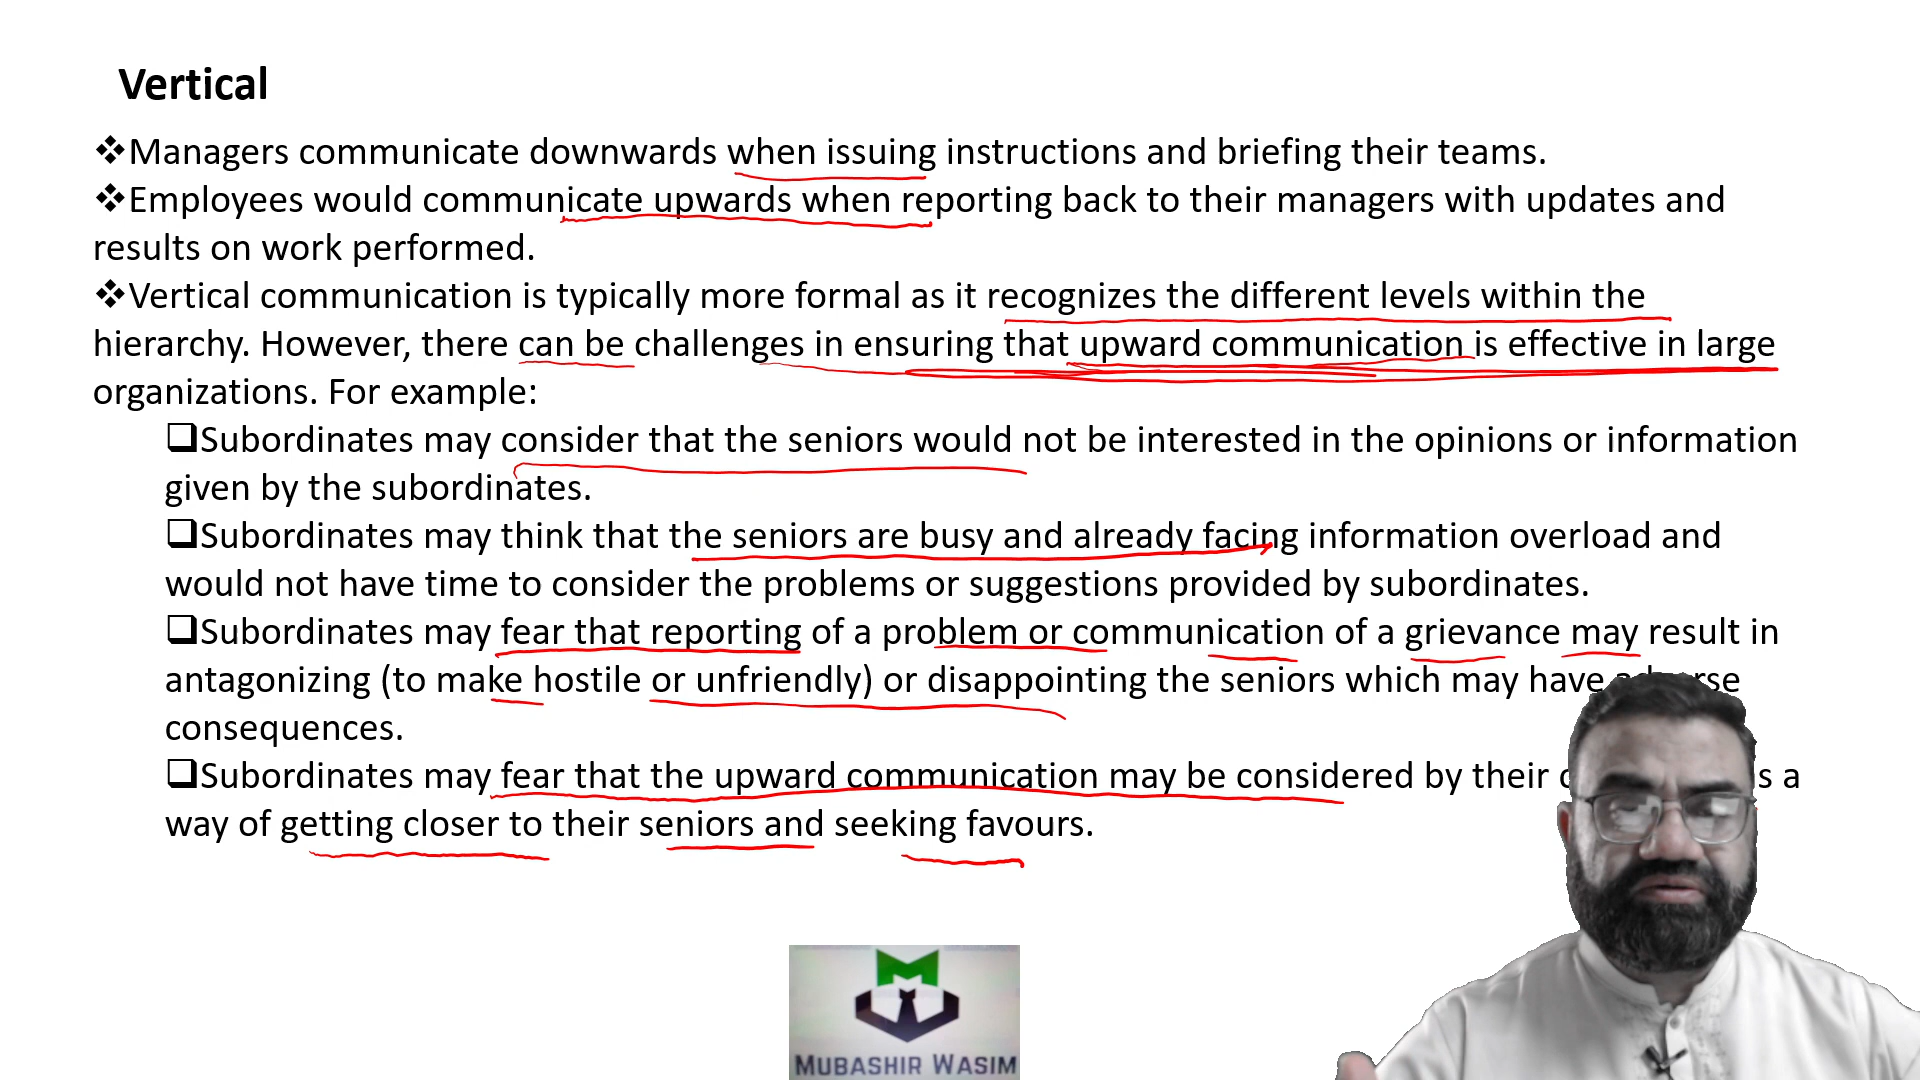 Vertical
❖Managers communicate downwards when issuing instructions and briefing their teams.
❖Employees would communicate upwards when reporting back to their managers with updates and
results on work performed.
❖Vertical communication is typically more formal as it recognizes the different levels within the
hierarchy. However, there can be challenges in ensuring that upward communication is effective in large
organizations. For example:
❑Subordinates may consider that the seniors would not be interested in the opinions or information
given by the subordinates.
❑Subordinates may think that the seniors are busy and already facing information overload and
would not have time to consider the problems or suggestions provided by subordinates.
❑Subordinates may fear that reporting of a problem or communication of a grievance may result in
antagonizing (to make hostile or unfriendly) or disappointing the seniors which may have
consequences.
❑Subordinates may fear that the upward communication may be considered by their a
way of getting closer to their seniors and seeking favours.
MUBASHIR WASIM